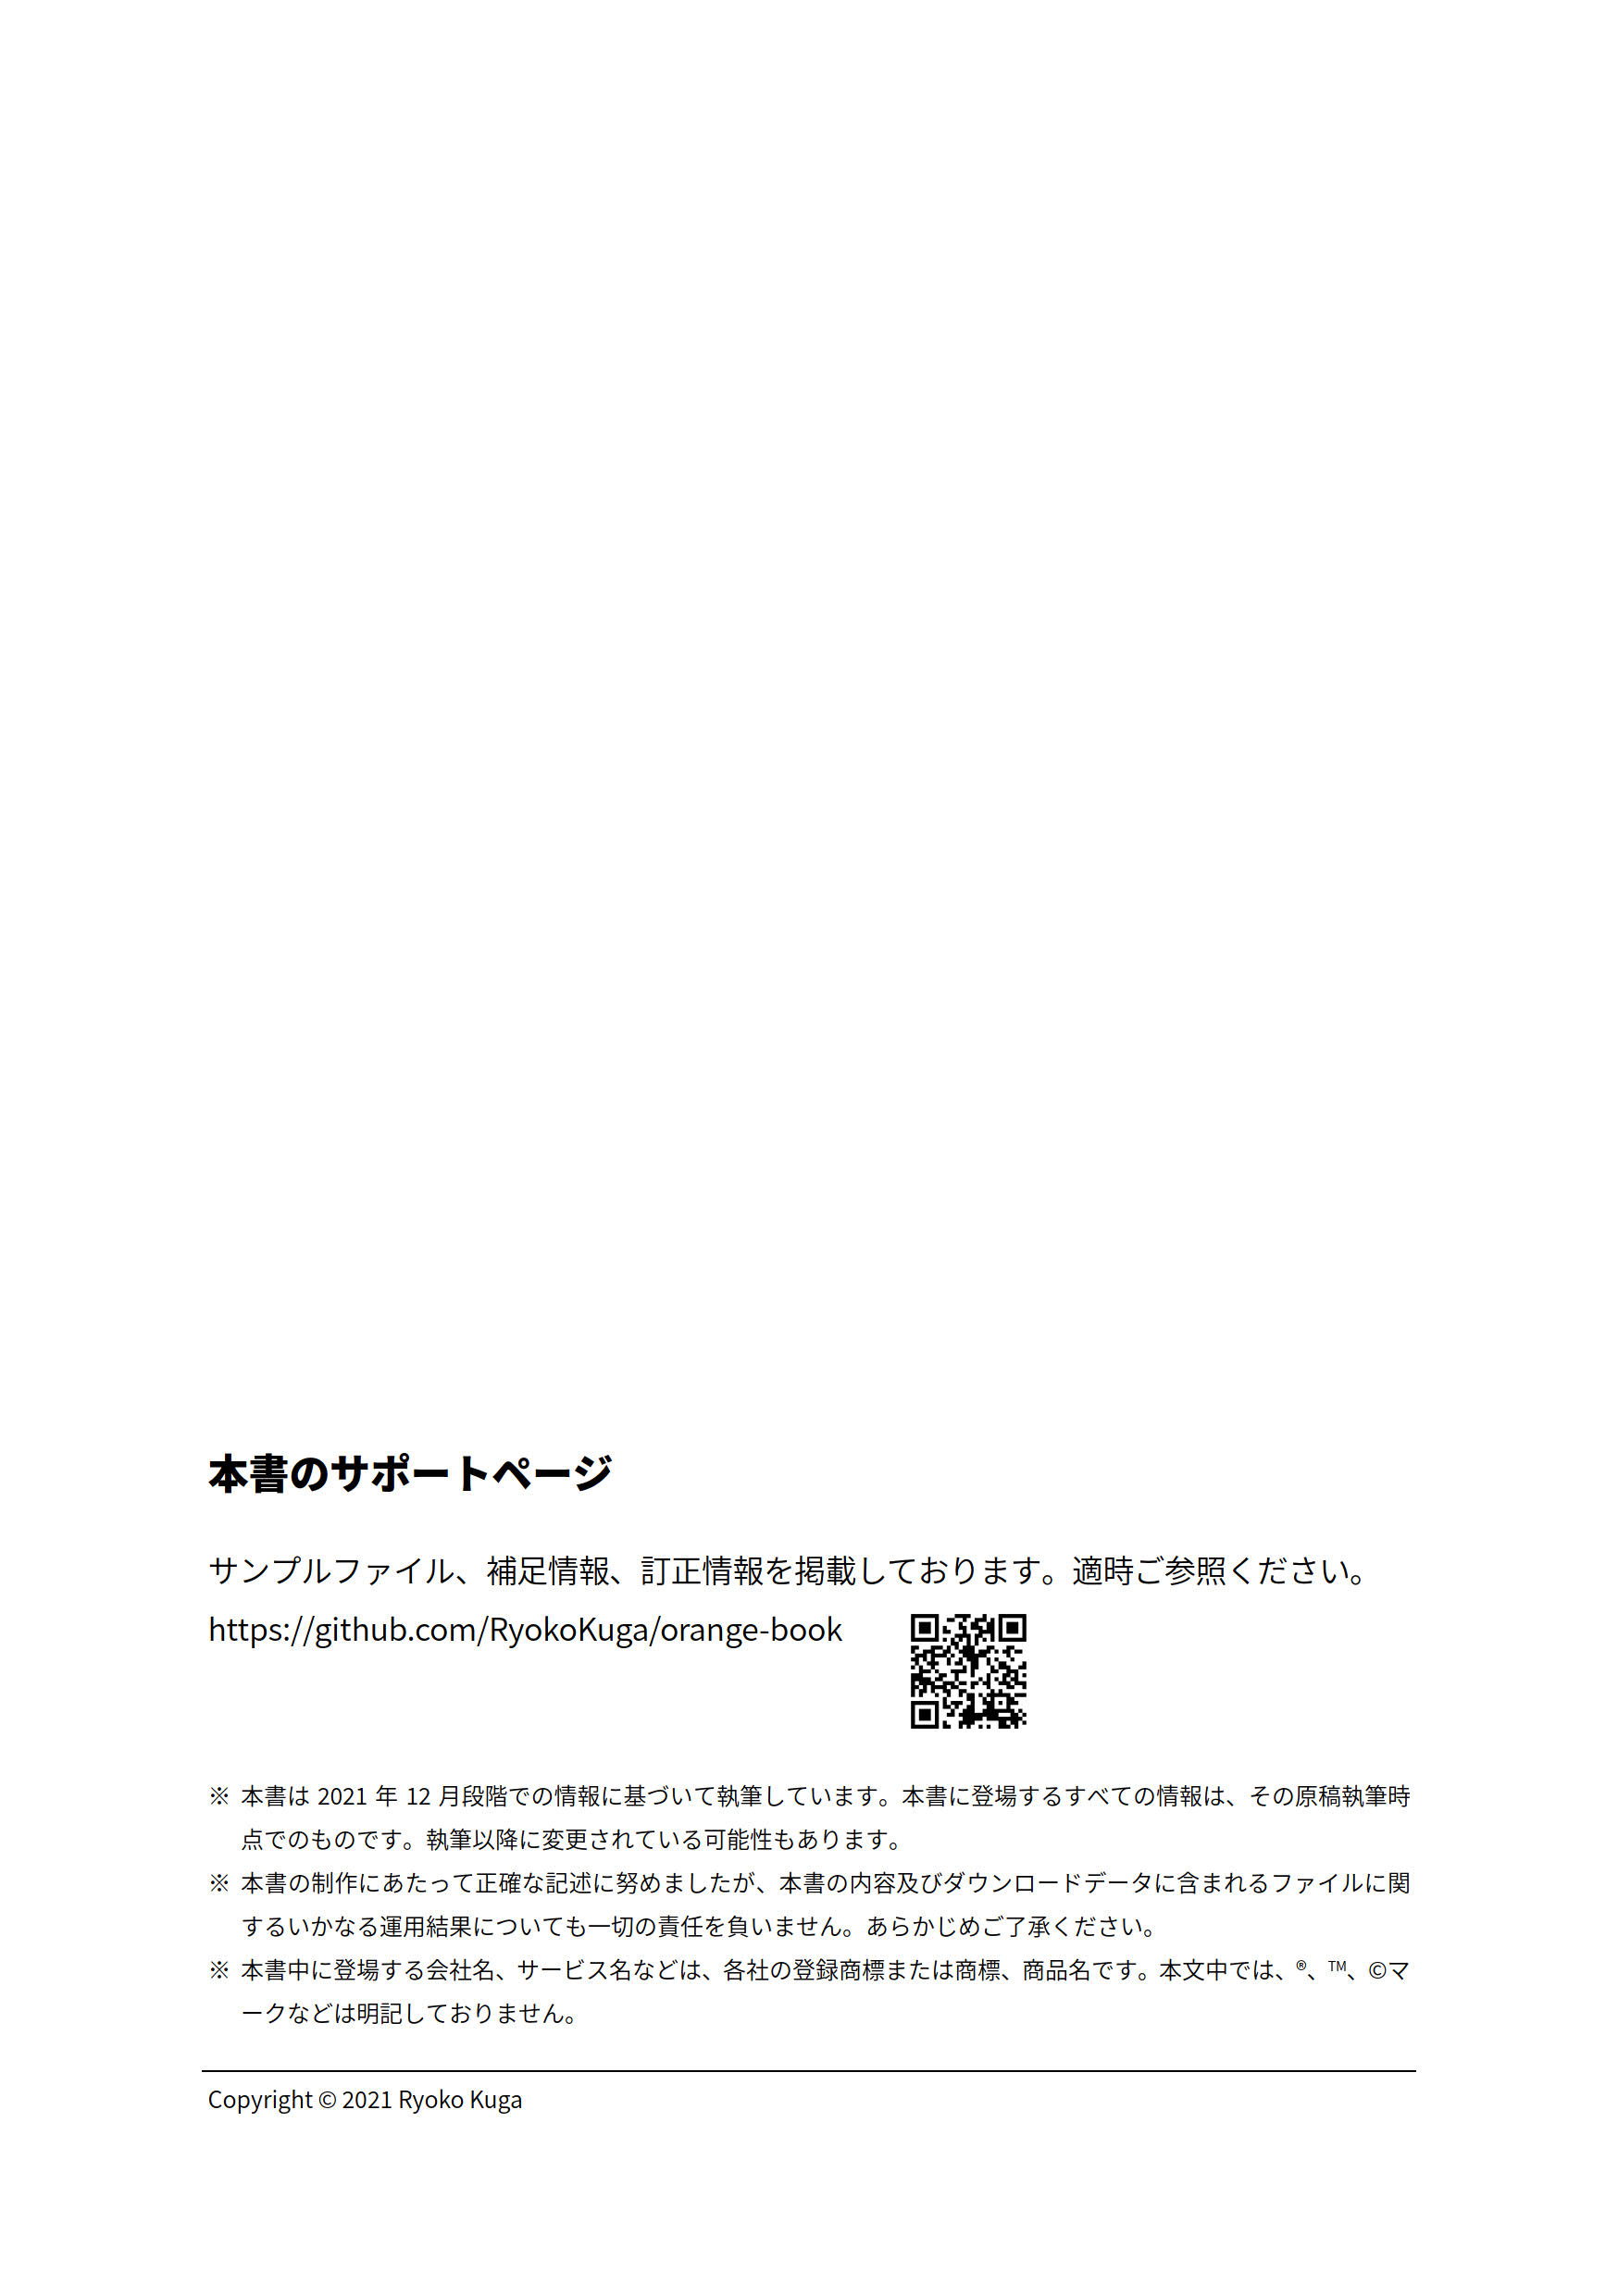 本書のサポートページ
サンプルファイル、補足情報、訂正情報を掲載しております。適時ご参照ください。
https://github.com/RyokoKuga/orange-book
※ 本書は 2021 年 12 月段階での情報に基づいて執筆しています。本書に登場するすべての情報は、その原稿執筆時
点でのものです。執筆以降に変更されている可能性もあります。
※ 本書の制作にあたって正確な記述に努めましたが、本書の内容及びダウンロードデータに含まれるファイルに関
するいかなる運用結果についても一切の責任を負いません。あらかじめご了承ください。
※ 本書中に登場する会社名、サービス名などは、各社の登録商標または商標、商品名です。本文中では、®、™、©マ
ークなどは明記しておりません。
Copyright © 2021 Ryoko Kuga